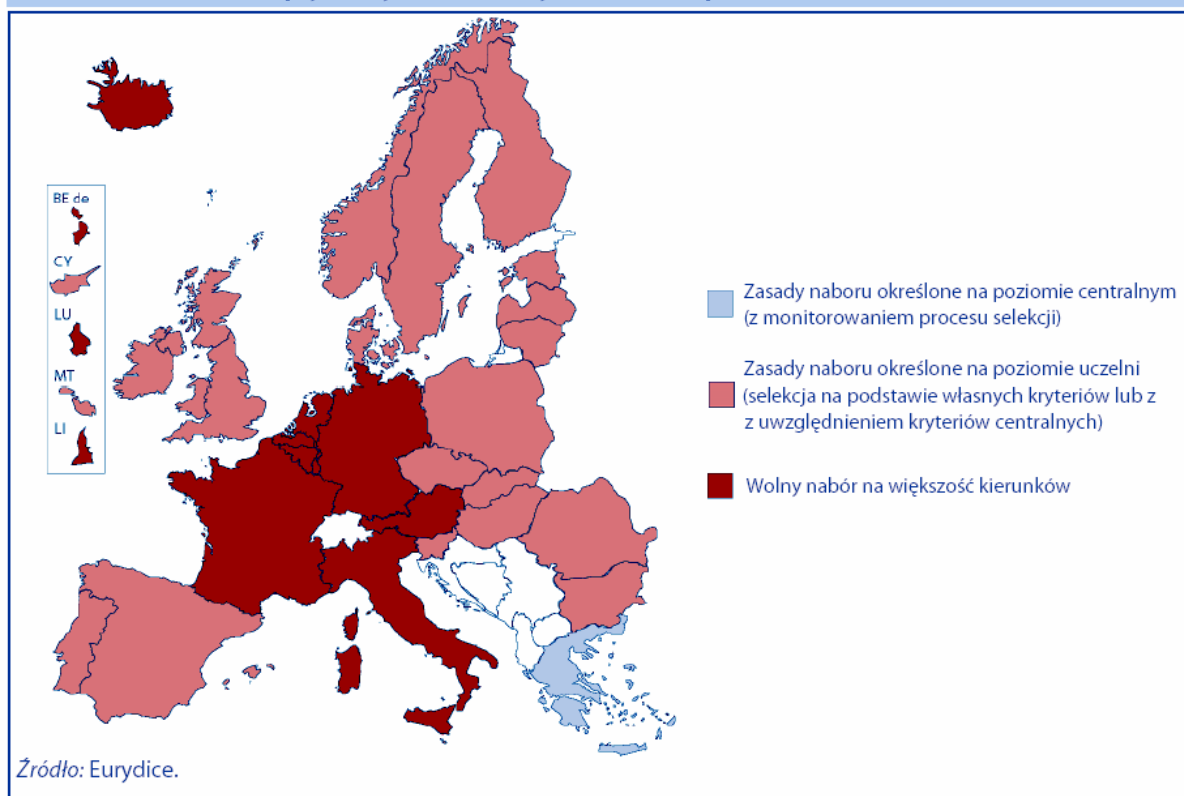 BE de
CY
LU
MT
LI
Zasady naboru określone na poziomie centralnym
(z monitorowaniem procesu selekcji)
Zasady naboru określone na poziomie uczelni
(selekcja na podstawie własnych kryteriów lub z
z uwzględnieniem kryteriów centralnych)
Wolny nabór na większość kierunków
Źródło: Eurydice.